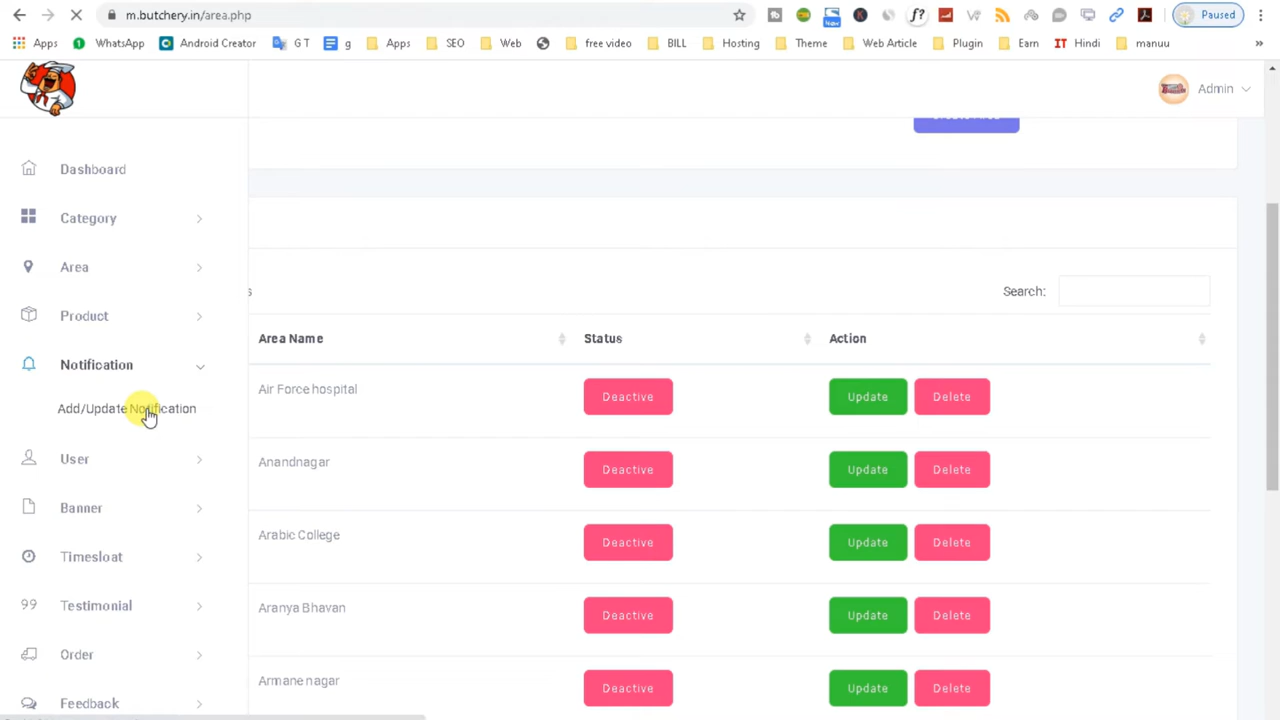 m.butchery.in/area.php
New
Paused
Apps
WhatsApp
Android Creator
G T
g
Apps
SEO
Web
free video
BILL
Hosting
Theme
Web Article
Plugin
Earn
IT Hindi
manuu
Admin
Dashboard
Category
Area
Product
Notification
Add/Update Notification
User
Banner
Timesloat
Testimonial
Order
Feedback
s
Search:
Area Name Status Action
Air Force hospital Deactive Update Delete
Anandnagar Deactive Update Delete
Arabic College Deactive Update Delete
Aranya Bhavan Deactive Update Delete
Armane nagar Deactive Update Delete